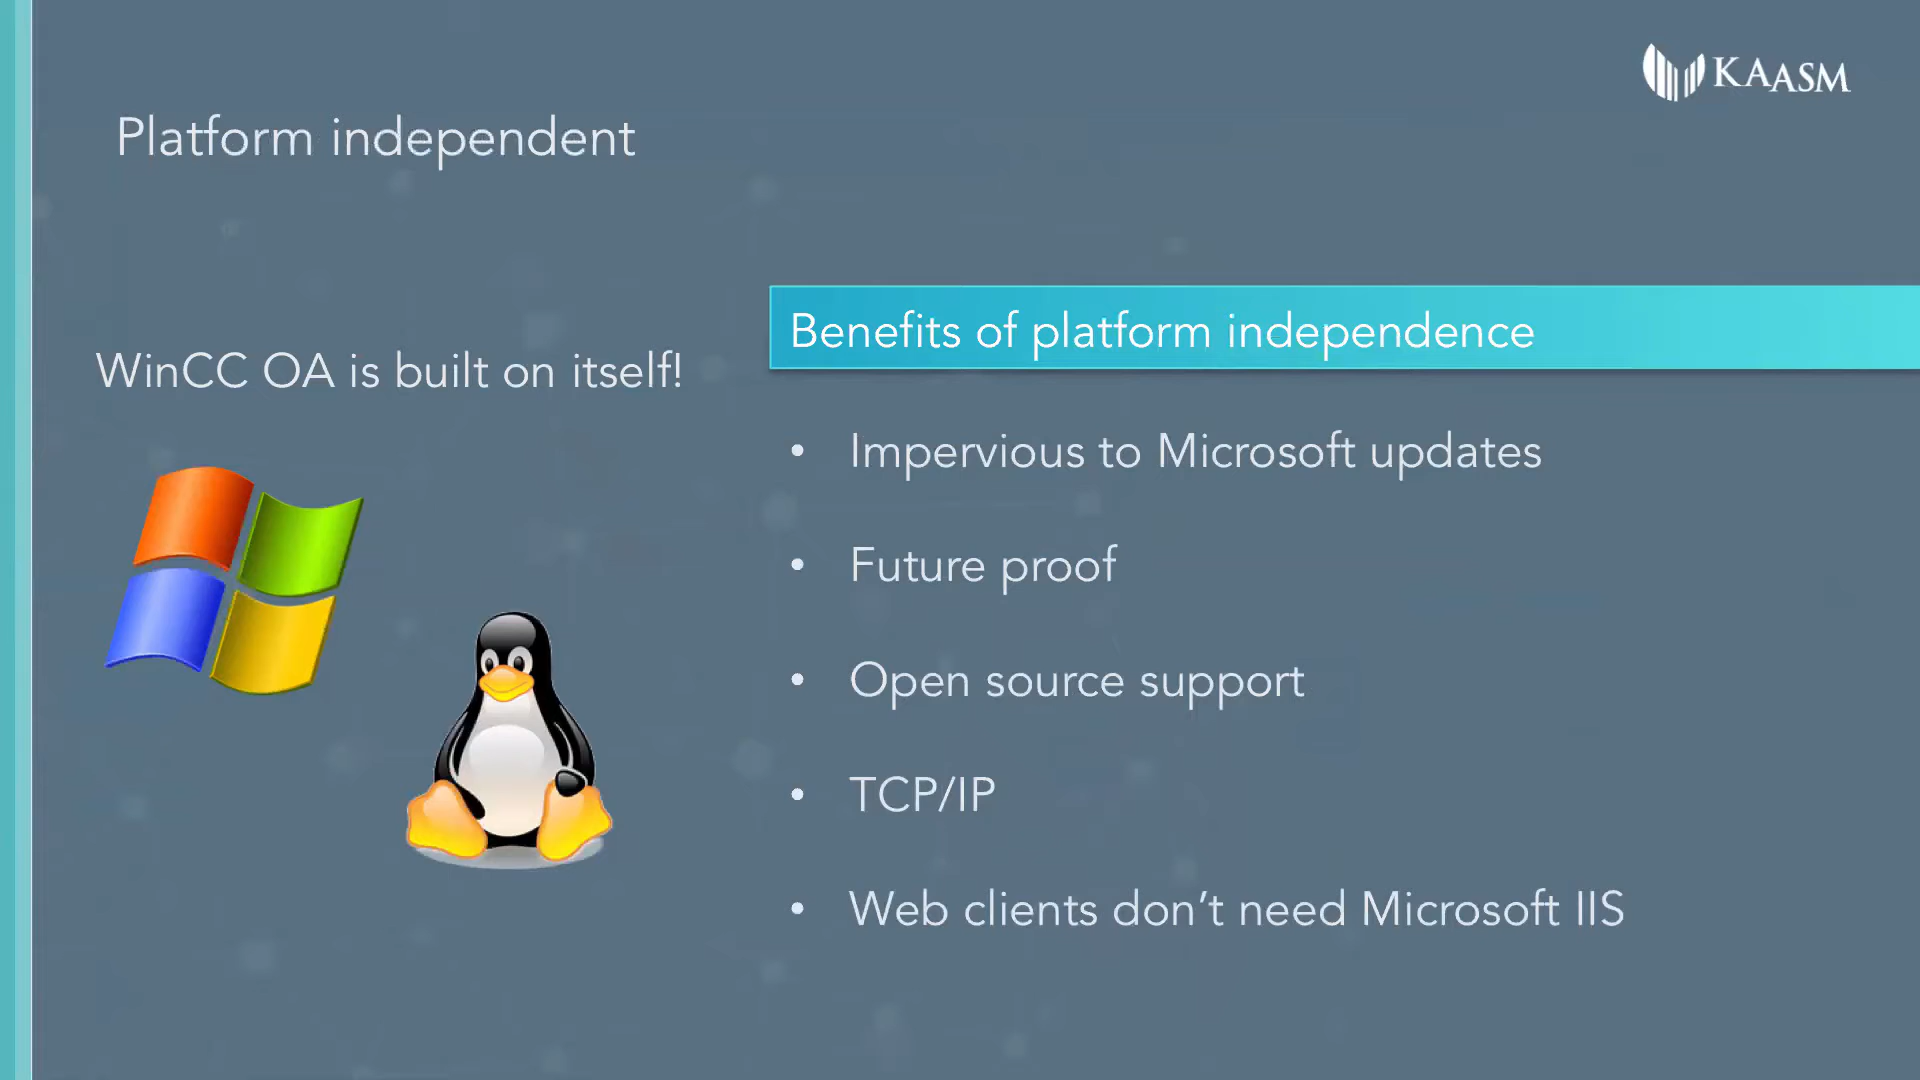 KAASM
Platform independent
WinCC OA is built on itself!
Benefits of platform independence
• Impervious to Microsoft updates
• Future proof
• Open source support
• TCP/IP
• Web clients don’t need Microsoft IIS